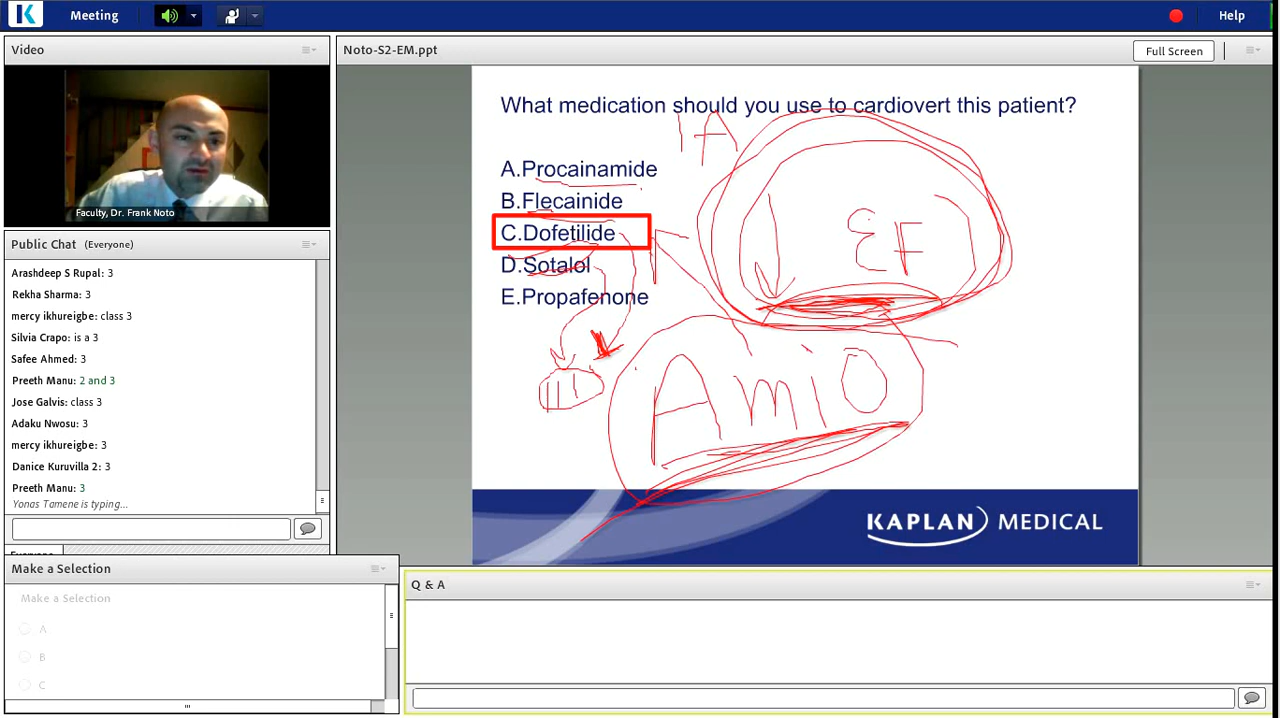 Meeting
Help
Video
Faculty, Dr. Frank Noto
Public Chat (Everyone)
Arashdeep S Rupal: 3
Rekha Sharma: 3
mercy ikhureigbe: class 3
Silvia Crapo: is a 3
Safee Ahmed: 3
Preeth Manu: 2 and 3
Jose Galvis: class 3
Adaku Nwosu: 3
mercy ikhureigbe: 3
Danice Kuruvilla 2: 3
Preeth Manu: 3
Yonas Tamene is typing...
Everyone
Make a Selection
Make a Selection
A
B
C
Noto-S2-EM.ppt
Full Screen
What medication should you use to cardiovert this patient?
1A
A.Procainamide
B.Flecainide
C.Dofetilide
D.Sotalol
E.Propafenone
↓ EF
III
Amio
KAPLAN MEDICAL
Q & A